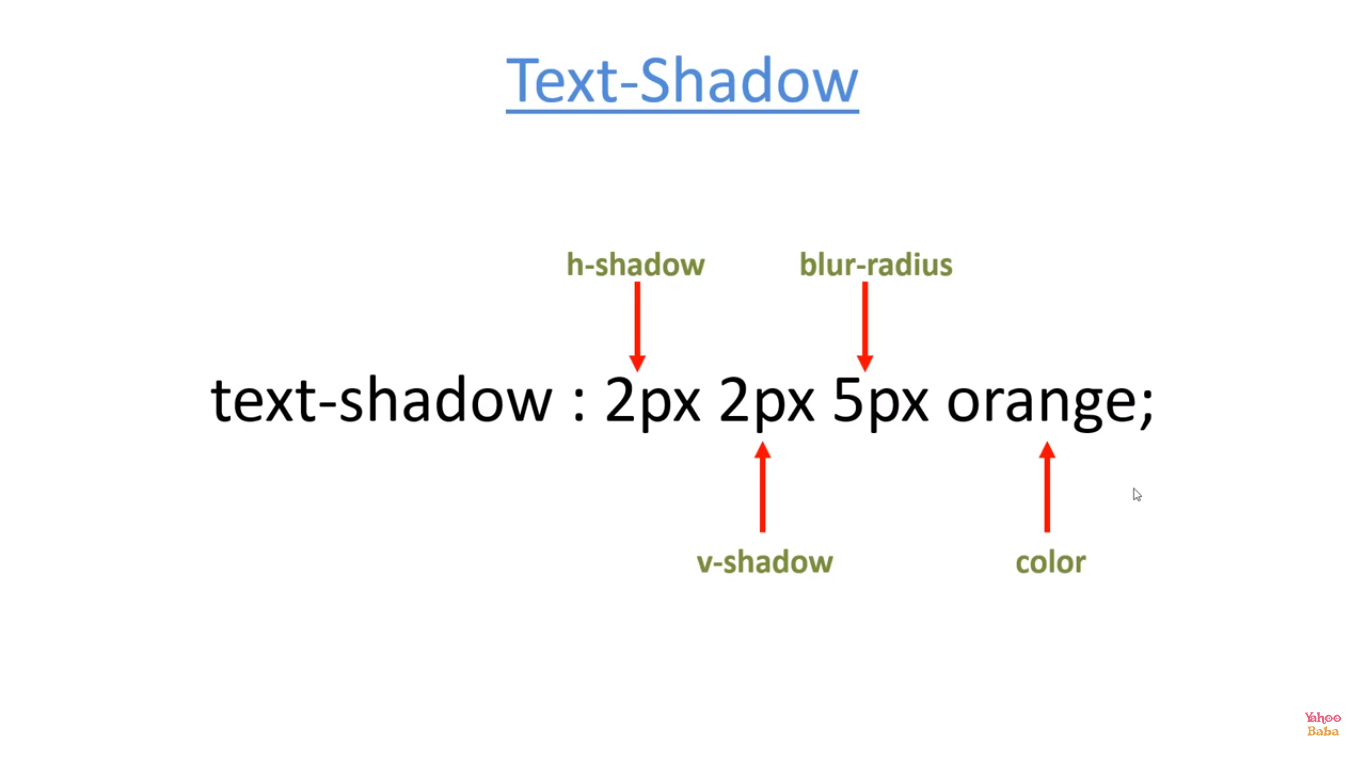 Text-Shadow
h-shadow blur-radius
text-shadow : 2px 2px 5px orange;
v-shadow color
Yahoo
Baba